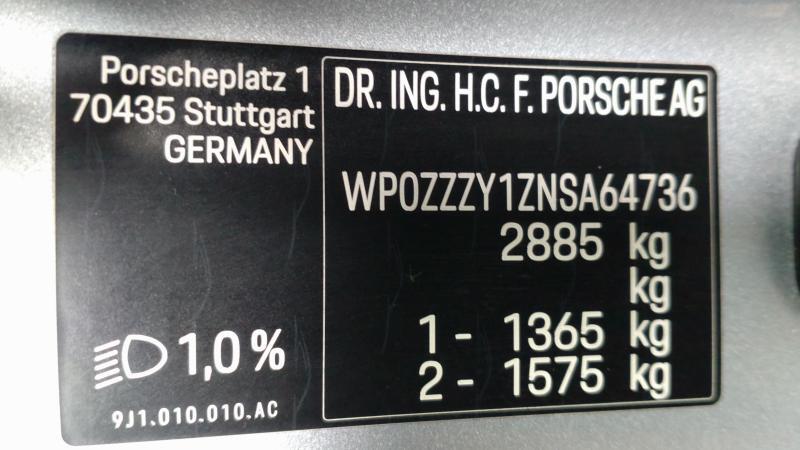 Porscheplatz 1
70435 Stuttgart
GERMANY
1,0 %
9J1.010.010.AC
DR. ING. H.C. F. PORSCHE AG
WP0ZZZY1ZNSA64736
2885 kg
kg
1 - 1365 kg
2 - 1575 kg